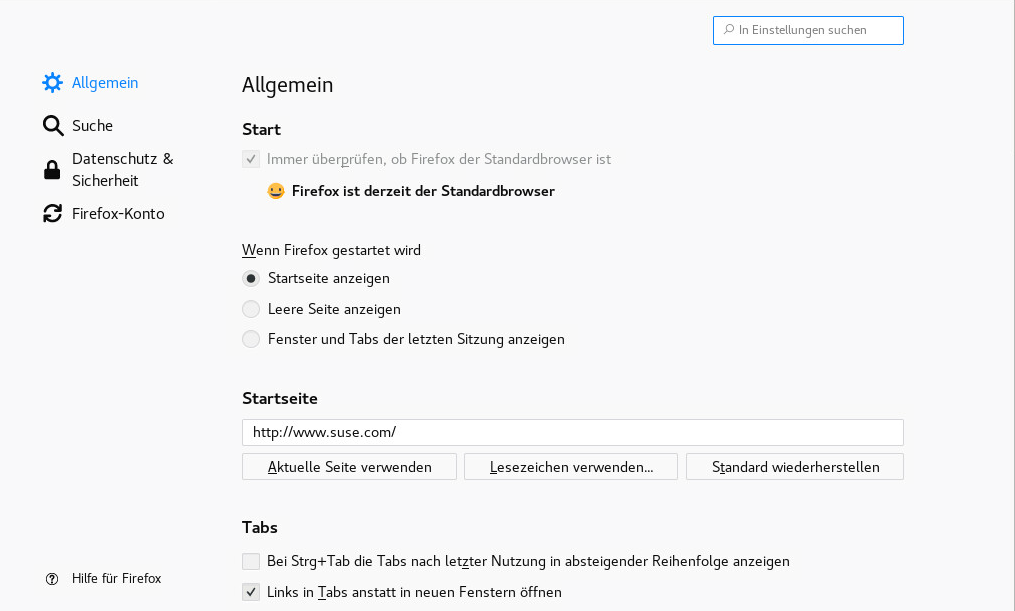 In Einstellungen suchen
Allgemein
Suche
Datenschutz &
Sicherheit
Firefox-Konto
Hilfe für Firefox
Allgemein
Start
Immer überprüfen, ob Firefox der Standardbrowser ist
Firefox ist derzeit der Standardbrowser
Wenn Firefox gestartet wird
Startseite anzeigen
Leere Seite anzeigen
Fenster und Tabs der letzten Sitzung anzeigen
Startseite
http://www.suse.com/
Aktuelle Seite verwenden
Lesezeichen verwenden...
Standard wiederherstellen
Tabs
Bei Strg+Tab die Tabs nach letzter Nutzung in absteigender Reihenfolge anzeigen
Links in Tabs anstatt in neuen Fenstern öffnen